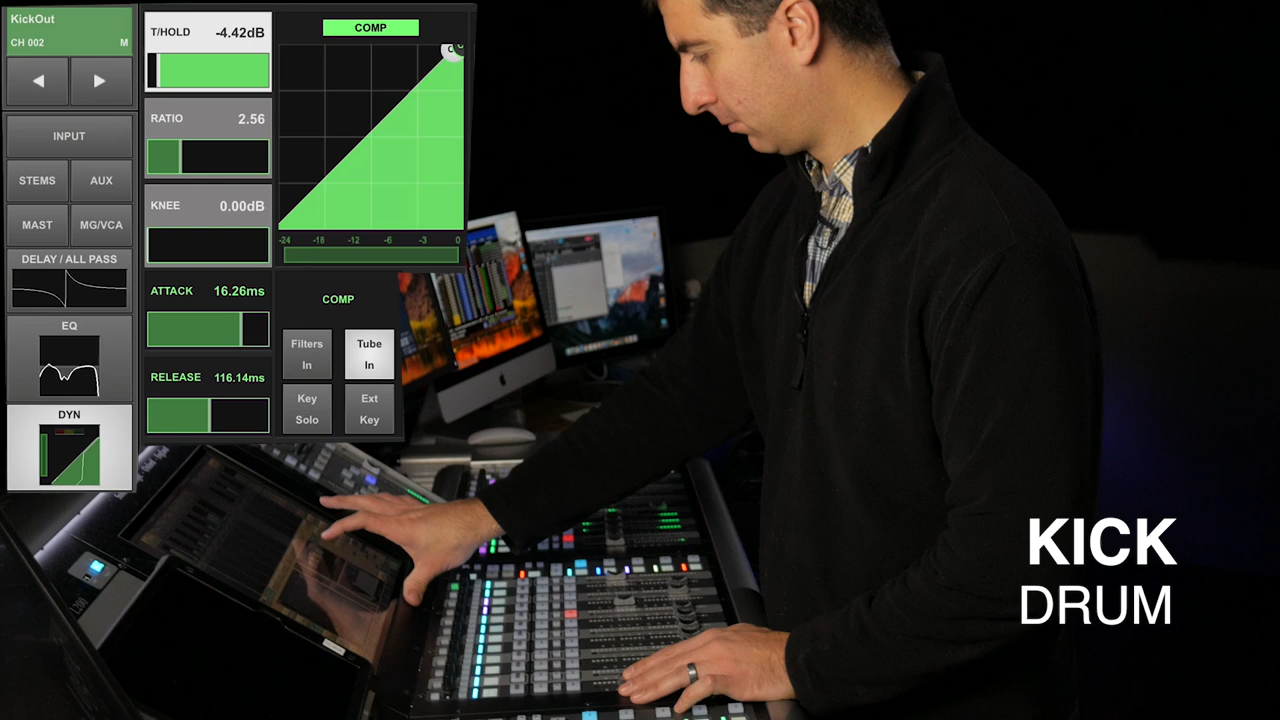 KickOut
CH 002 M
INPUT
STEMS AUX
MAST MG/VCA
DELAY / ALL PASS
EQ
DYN
T/HOLD -4.42dB
RATIO 2.56
KNEE 0.00dB
ATTACK 16.26ms
RELEASE 116.14ms
COMP
-24 -18 -12 -6 -3 0
COMP
Filters In
Tube In
Key Solo
Ext Key
L200
KICK
DRUM